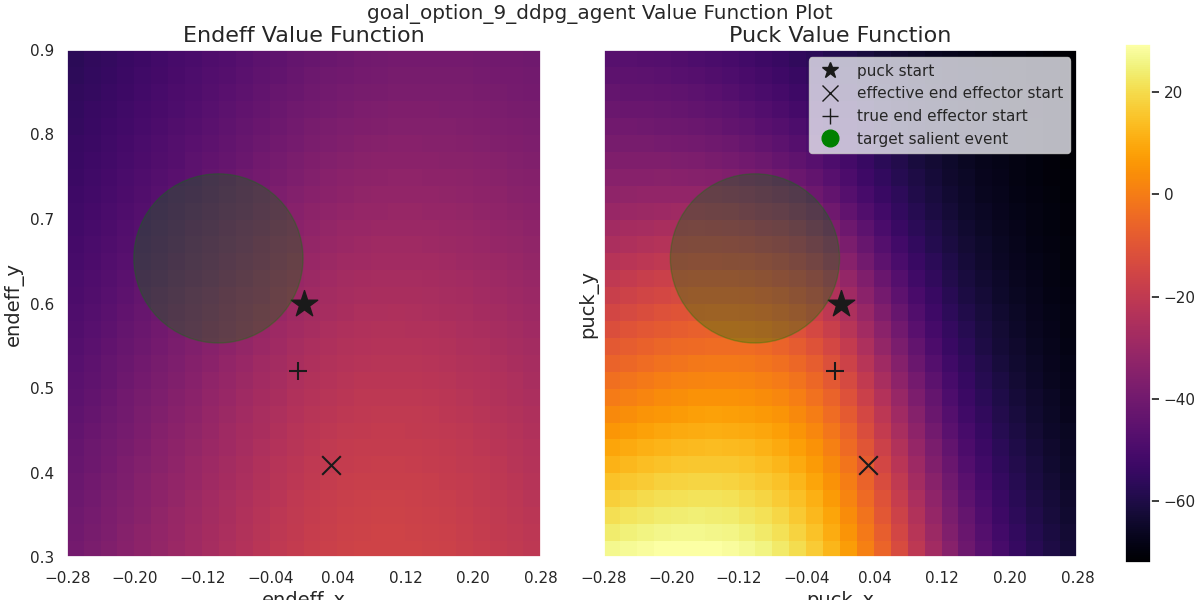 goal_option_9_ddpg_agent Value Function Plot
Endeff Value Function
Puck Value Function
0.9
0.8
0.7
0.6
0.5
0.4
0.3
endeff_y
−0.28 −0.20 −0.12 −0.04 0.04 0.12 0.20 0.28
endeff_x
puck start
effective end effector start
true end effector start
target salient event
puck_y
−0.28 −0.20 −0.12 −0.04 0.04 0.12 0.20 0.28
puck_x
20
0
−20
−40
−60